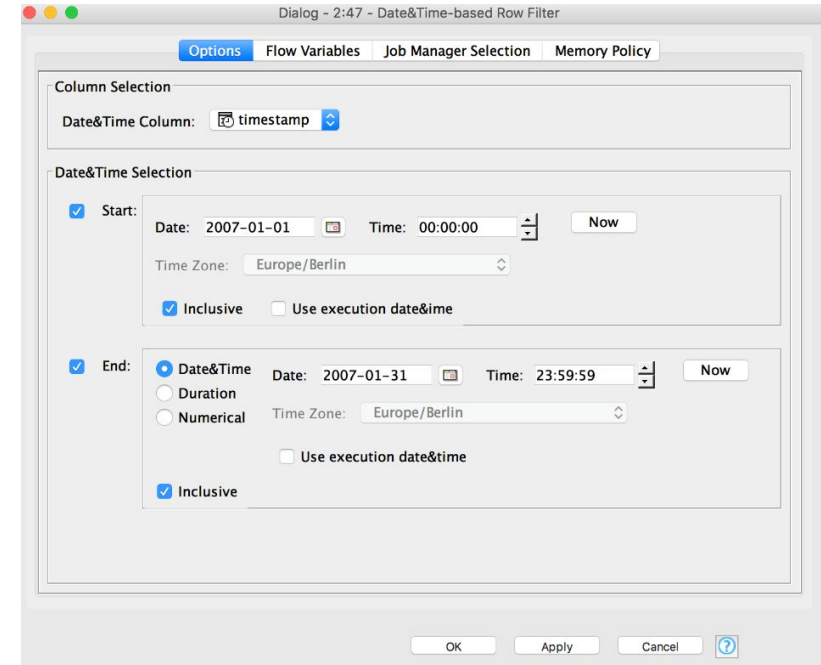 Dialog - 2:47 - Date&Time-based Row Filter
Options Flow Variables Job Manager Selection Memory Policy
Column Selection
Date&Time Column: timestamp
Date&Time Selection
Start:
Date: 2007-01-01 Time: 00:00:00 Now
Time Zone: Europe/Berlin
Inclusive Use execution date&ime
End: Date&Time Date: 2007-01-31 Time: 23:59:59 Now
Duration
Numerical Time Zone: Europe/Berlin
Use execution date&time
Inclusive
OK Apply Cancel ?